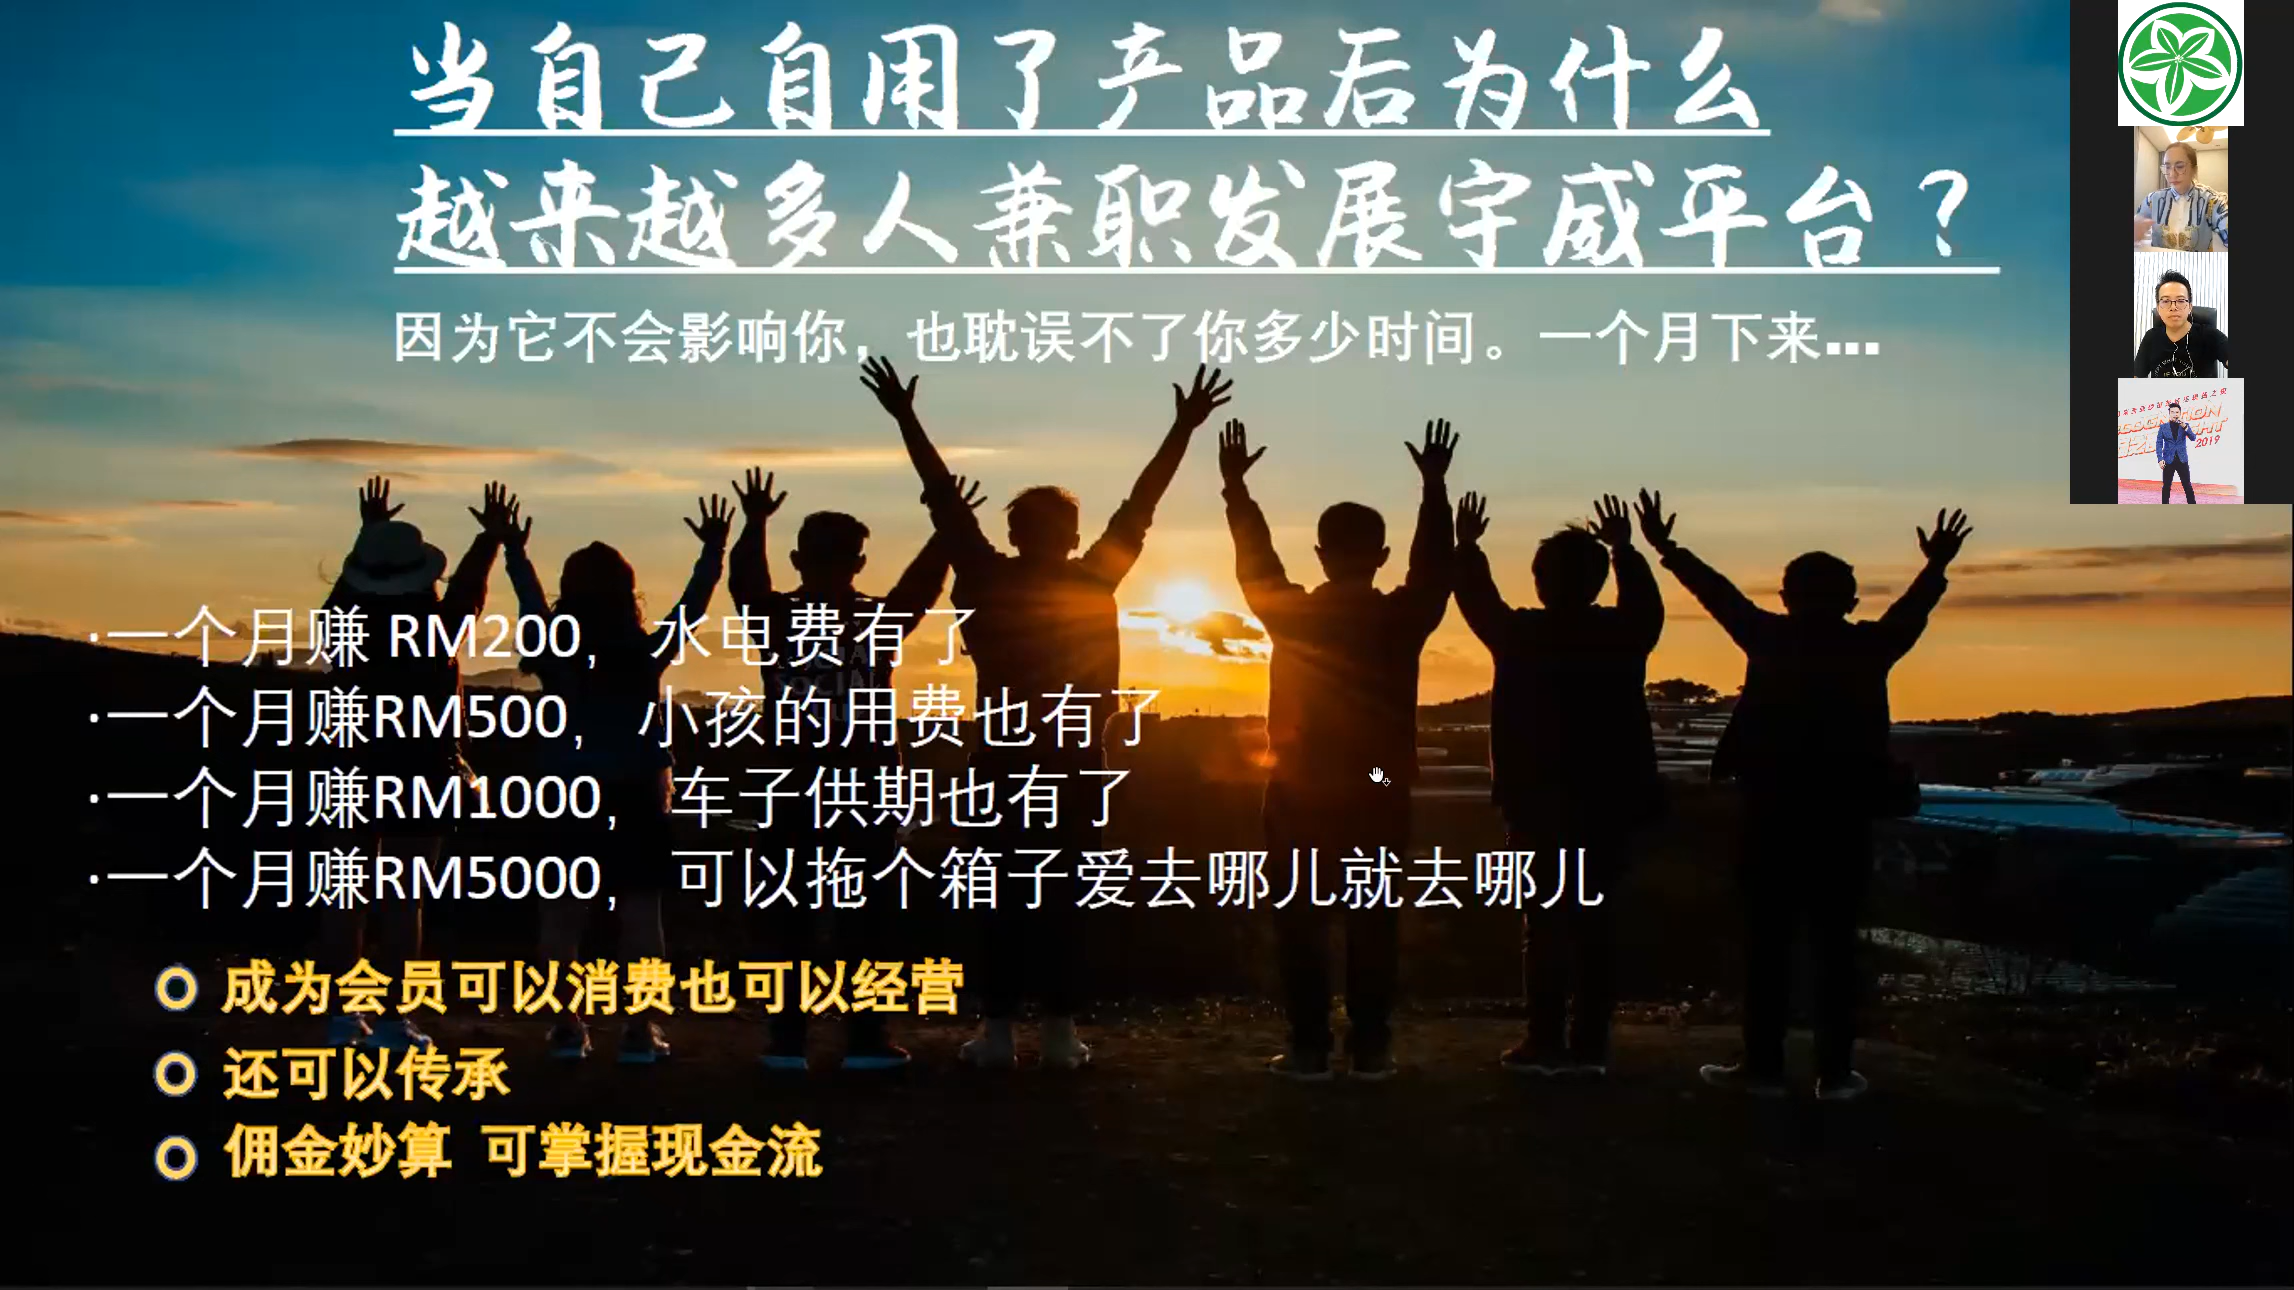 当自己自用了产品后为什么
越来越多人兼职发展宇威平台？
因为它不会影响你，也耽误不了你多少时间。一个月下来...
·一个月赚 RM200， 水电费有了
·一个月赚RM500， 小孩的用费也有了
·一个月赚RM1000， 车子供期也有了
·一个月赚RM5000， 可以拖个箱子爱去哪儿就去哪儿
成为会员可以消费也可以经营
还可以传承
佣金妙算 可掌握现金流
SOCIAL
2019